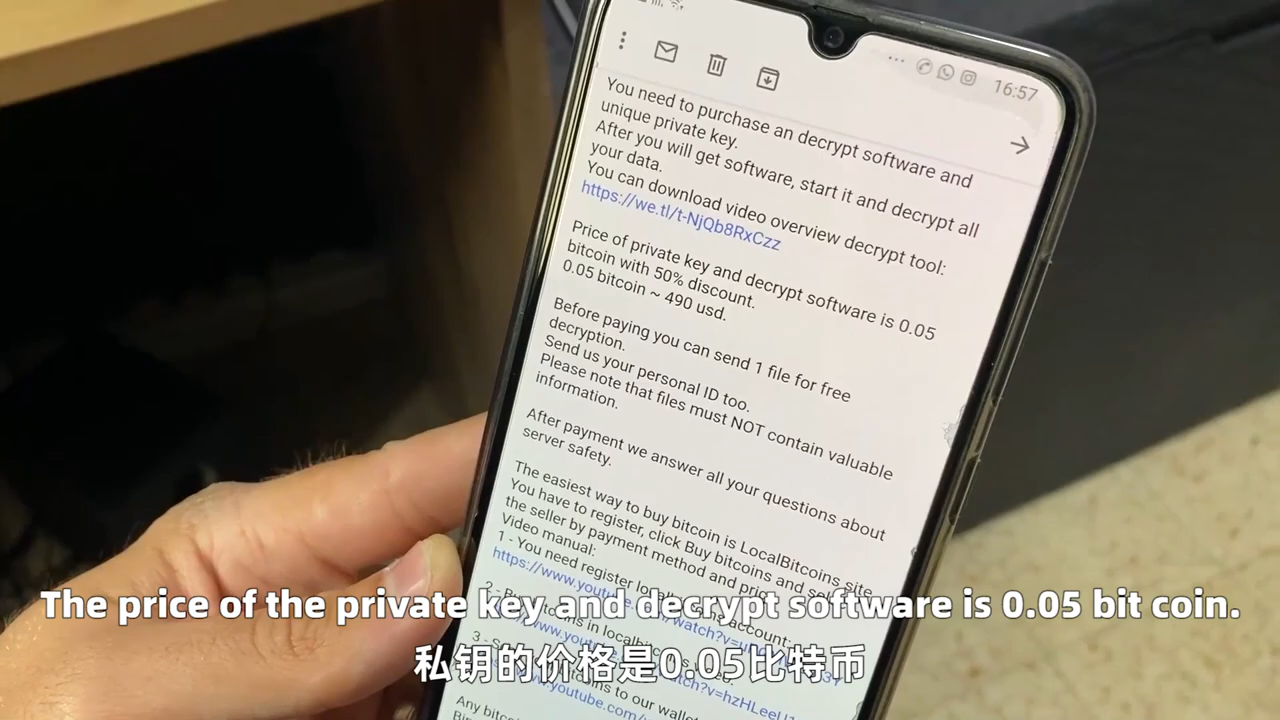 16:57
You need to purchase an decrypt software and
unique private key.
After you will get software, start it and decrypt all
your data.
You can download video overview decrypt tool:
https://we.tl/t-NjQb8RxCzz
Price of private key and decrypt software is 0.05
bitcoin with 50% discount.
0.05 bitcoin ~ 490 usd.
Before paying you can send 1 file for free
decryption.
Send us your personal ID too.
Please note that files must NOT contain valuable
information.
After payment we answer all your questions about
server safety.
The easiest way to buy bitcoin is LocalBitcoins site.
You have to register, click Buy bitcoins and
the seller by payment method and
Video manual:
1 - You need register account:
https://www.youtube.
The price of the private key and decrypt software is 0.05 bit coin.
私钥的价格是0.05比特币